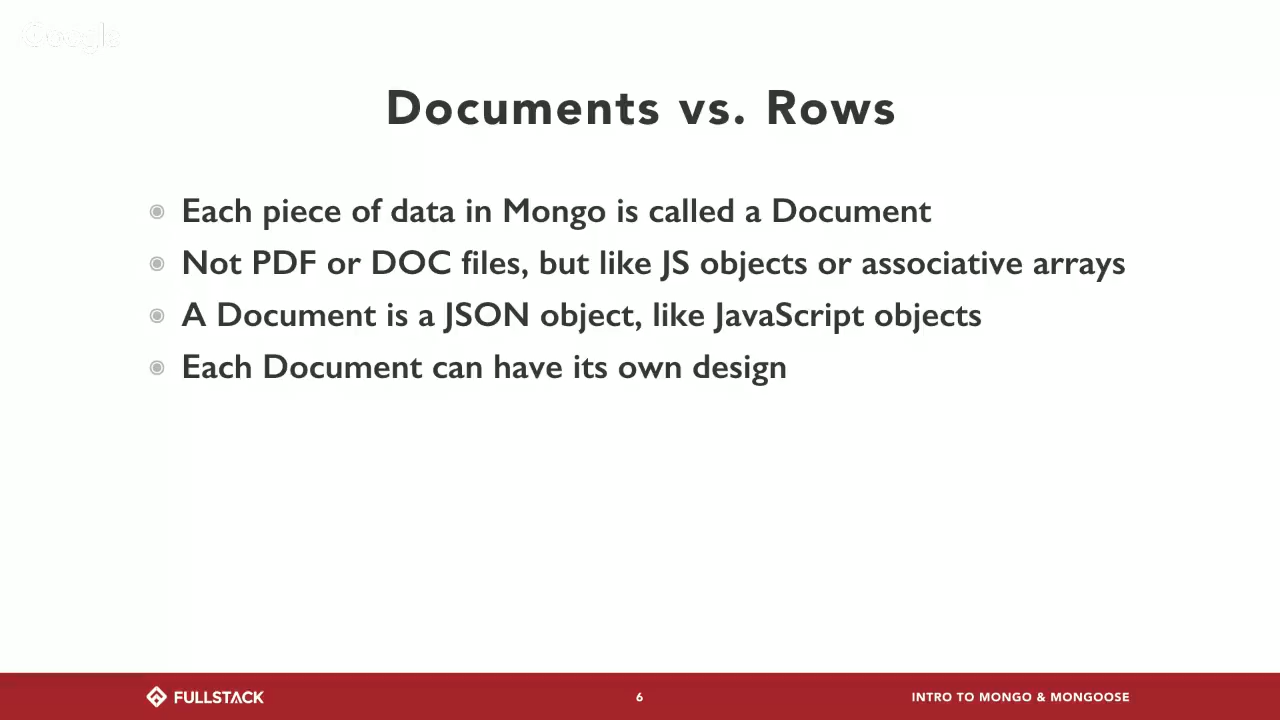 Google
Documents vs. Rows
Each piece of data in Mongo is called a Document
Not PDF or DOC files, but like JS objects or associative arrays
A Document is a JSON object, like JavaScript objects
Each Document can have its own design
FULLSTACK
6
INTRO TO MONGO & MONGOOSE